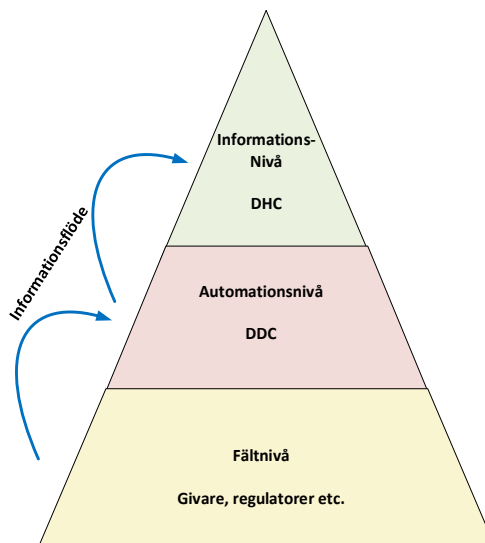 Informations-
Nivå
DHC
Informationsflöde
Automationsnivå
DDC
Fältnivå
Givare, regulatorer etc.